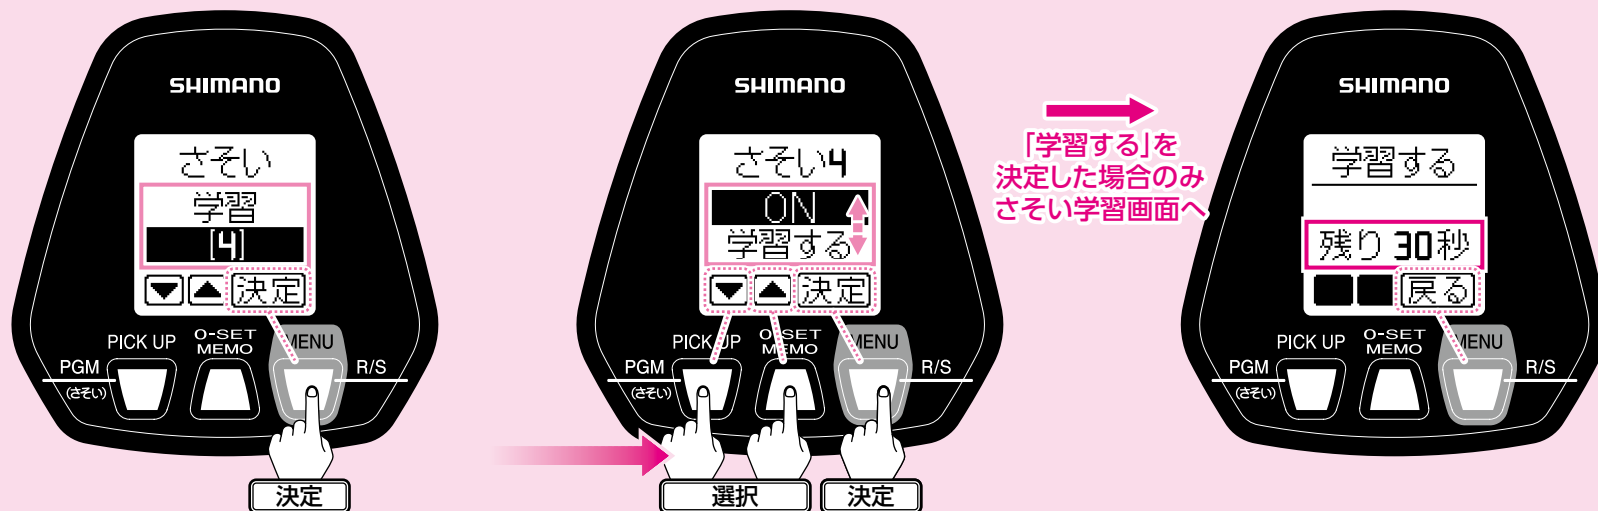 SHIMANO
さそい
学習
[4]
▼▲決定
PICK UP
0-SET
MEMO
MENU
PGM
(さそい)
R/S
決定
SHIMANO
さそい4
ON
学習する
▼▲決定
PICK UP
0-SET
MEMO
MENU
PGM
(さそい)
R/S
選択
決定
「学習する」を
決定した場合のみ
さそい学習画面へ
SHIMANO
学習する
残り 30秒
戻る
PICK UP
0-SET
MEMO
MENU
PGM
(さそい)
R/S